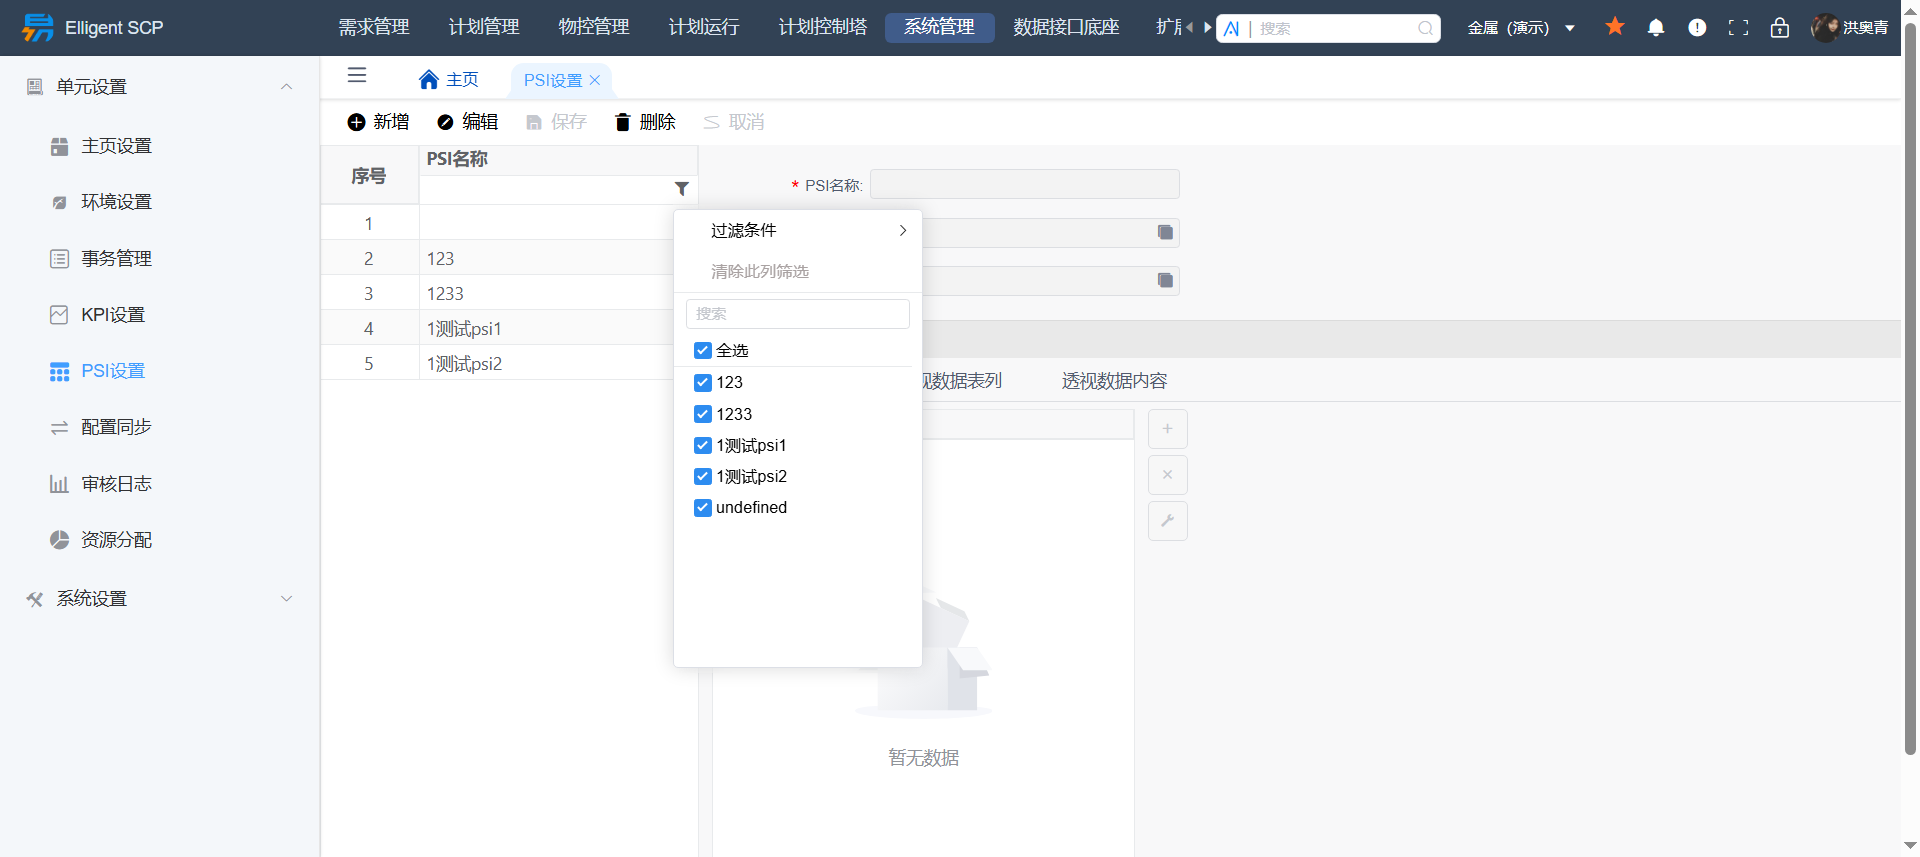 Elligent SCP
需求管理 计划管理 物控管理 计划运行 计划控制塔 系统管理 数据接口底座
AI | 搜索
金属 (演示)
洪奥青
单元设置
主页设置
环境设置
事务管理
KPI设置
PSI设置
配置同步
审核日志
资源分配
系统设置
主页 PSI设置
新增 编辑 保存 删除 取消
序号 PSI名称
1
2 123
3 1233
4 1测试psi1
5 1测试psi2
* PSI名称:
过滤条件
清除此列筛选
搜索
全选
123
1233
1测试psi1
1测试psi2
undefined
视数据表列 透视数据内容
暂无数据